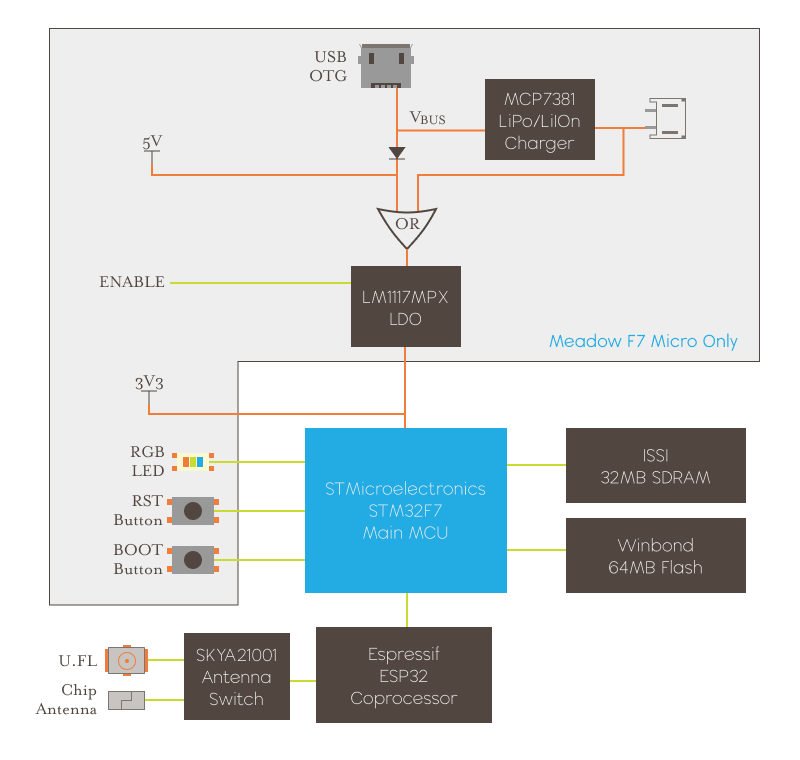 USB
OTG
MCP7381
LiPo/LiIOn
Charger
VBUS
5V
OR
ENABLE
LM1117MPX
LDO
Meadow F7 Micro Only
3V3
RGB
LED
RST
Button
BOOT
Button
STMicroelectronics
STM32F7
Main MCU
ISSI
32MB SDRAM
Winbond
64MB Flash
U.FL
Chip
Antenna
SKYA21001
Antenna
Switch
Espressif
ESP32
Coprocessor